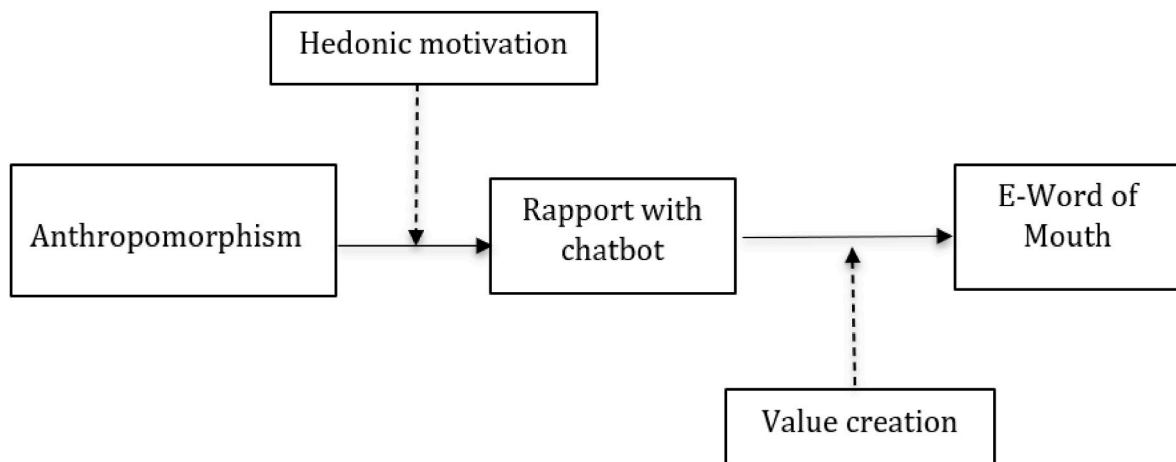 Hedonic motivation
Anthropomorphism
Rapport with
chatbot
E-Word of
Mouth
Value creation